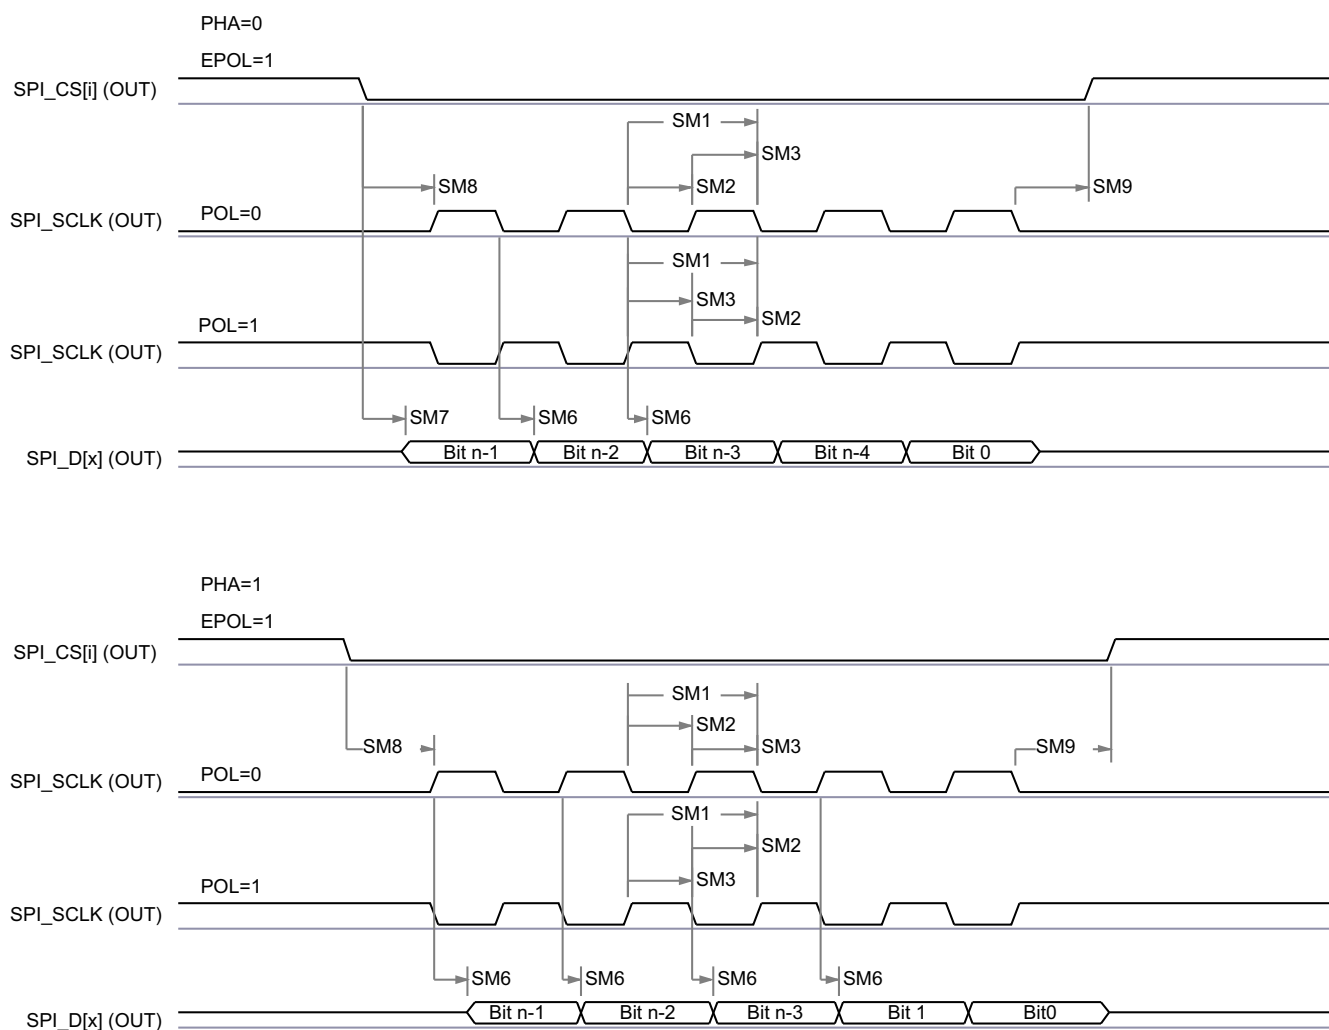 PHA=0
EPOL=1
SPI_CS[i] (OUT)
SM1
SM3
SM8 SM2 SM9
SPI_SCLK (OUT) POL=0
SM1
SM3
SM2
POL=1
SPI_SCLK (OUT)
SM7 SM6 SM6
SPI_D[x] (OUT) Bit n-1 Bit n-2 Bit n-3 Bit n-4 Bit 0
PHA=1
EPOL=1
SPI_CS[i] (OUT)
SM1
SM2
SM8 SM3 SM9
SPI_SCLK (OUT) POL=0
SM1
SM2
SM3
POL=1
SPI_SCLK (OUT)
SM6 SM6 SM6 SM6
SPI_D[x] (OUT) Bit n-1 Bit n-2 Bit n-3 Bit 1 Bit0